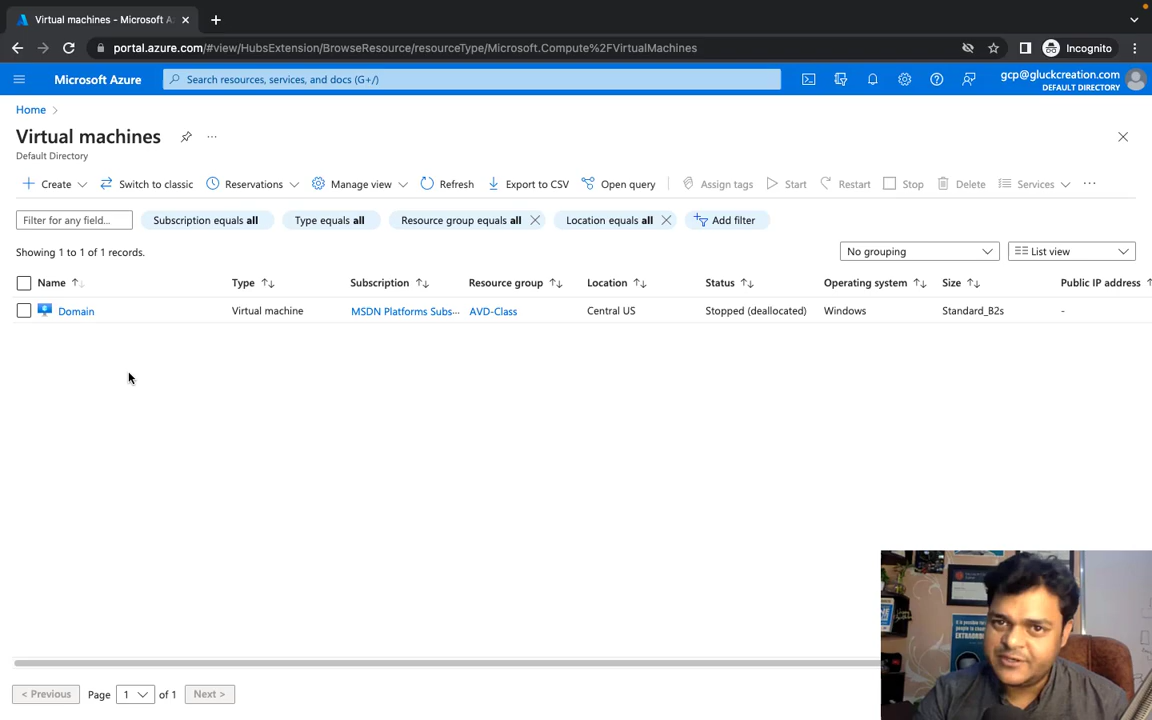 Virtual machines - Microsoft A
portal.azure.com/#view/HubsExtension/BrowseResource/resourceType/Microsoft.Compute%2FVirtualMachines
Incognito
Microsoft Azure
Search resources, services, and docs (G+/)
gcp@gluckcreation.com
DEFAULT DIRECTORY
Home
Virtual machines
Default Directory
Create Switch to classic Reservations Manage view Refresh Export to CSV Open query Assign tags Start Restart Stop Delete Services
Filter for any field... Subscription equals all Type equals all Resource group equals all Location equals all Add filter
Showing 1 to 1 of 1 records. No grouping List view
Name Type Subscription Resource group Location Status Operating system Size Public IP address
Domain Virtual machine MSDN Platforms Subs... AVD-Class Central US Stopped (deallocated) Windows Standard_B2s -
< Previous Page 1 of 1 Next >